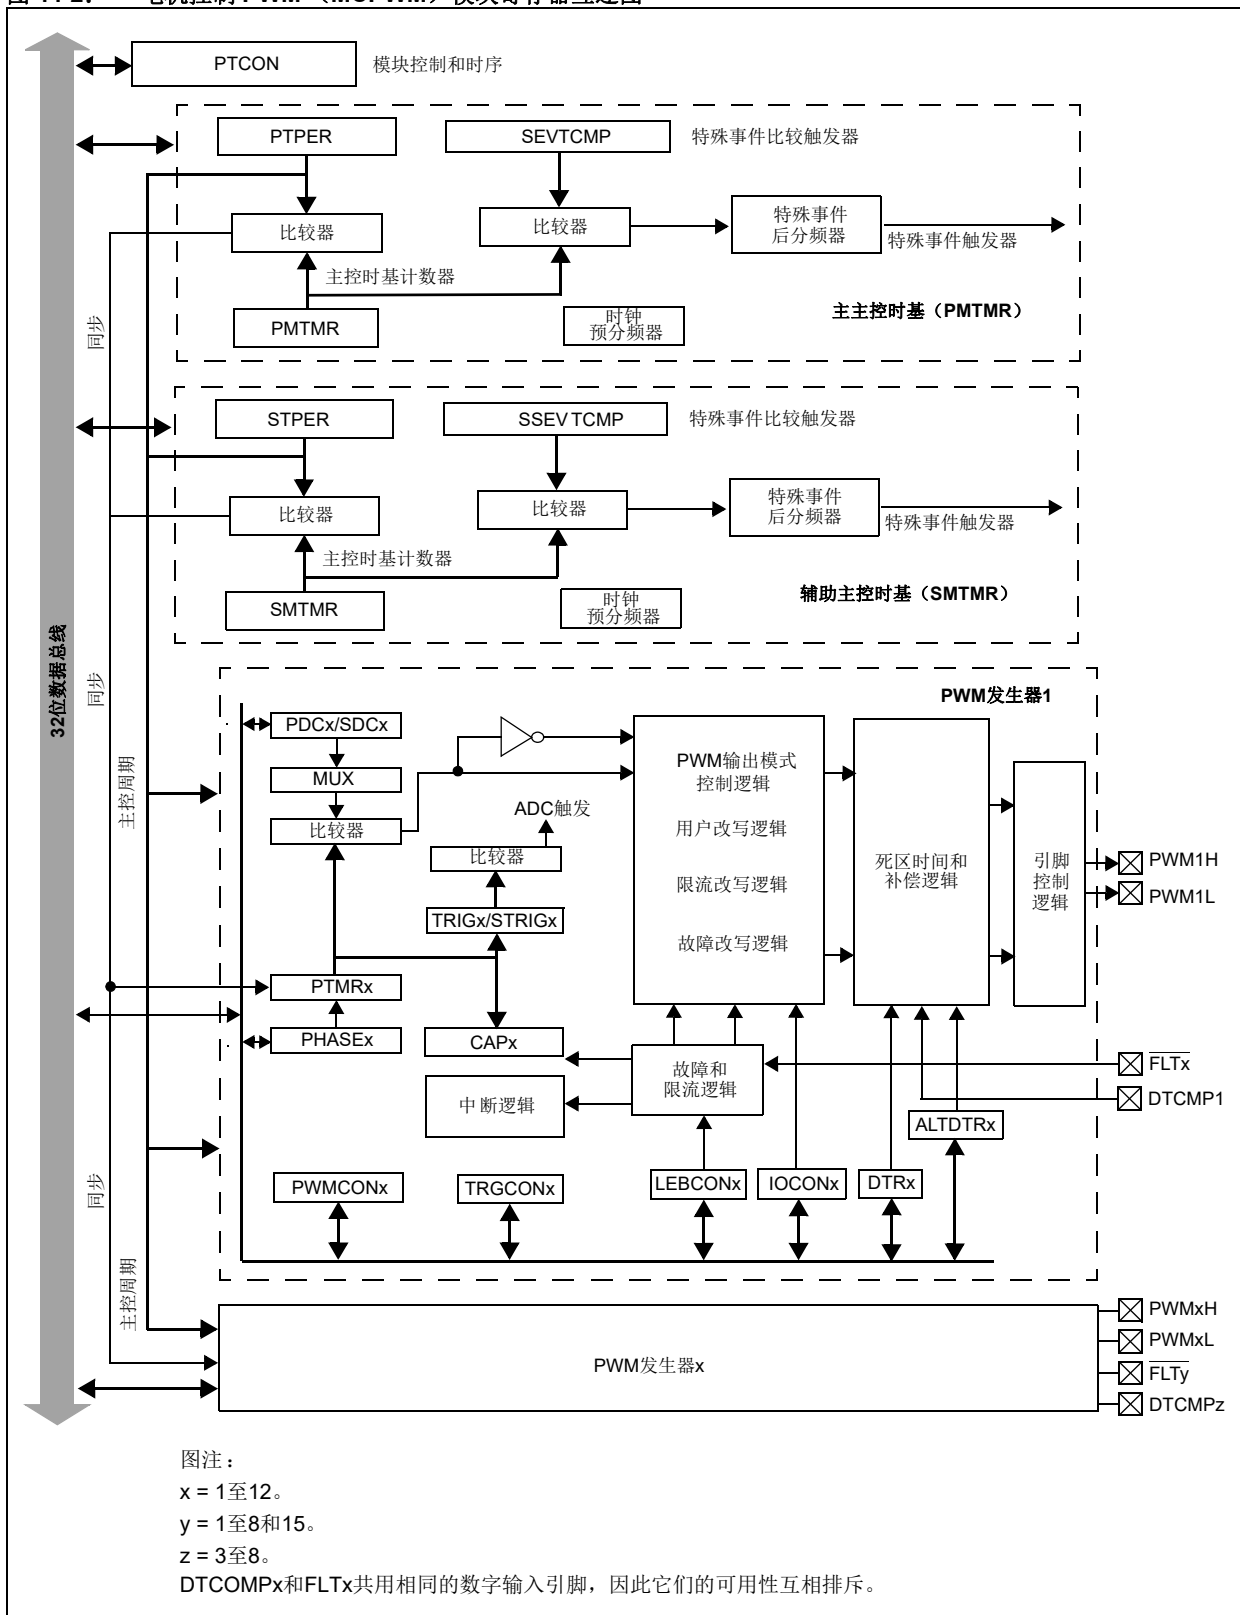 PTCON 模块控制和时序
PTPER
SEVTCMP
特殊事件比较触发器
比较器
比较器
特殊事件
后分频器
特殊事件触发器
主控时基计数器
PMTMR
时钟
预分频器
主主控时基（PMTMR）
同步
STPER
SSEVTCMP
特殊事件比较触发器
比较器
比较器
特殊事件
后分频器
特殊事件触发器
主控时基计数器
SMTMR
时钟
预分频器
辅助主控时基（SMTMR）
32位数据总线
同步
主控周期
PWM发生器1
PDCx/SDCx
MUX
比较器
ADC触发
比较器
TRIGx/STRIGx
PTMRx
PHASEx
CAPx
中断逻辑
PWM输出模式
控制逻辑
用户改写逻辑
限流改写逻辑
故障改写逻辑
死区时间和
补偿逻辑
引脚
控制
逻辑
PWM1H
PWM1L
故障和
限流逻辑
FLTx
DTCMP1
ALTDTRx
PWMCONx
TRGCONx
LEBCONx
IOCONx
DTRx
同步
主控周期
PWM发生器x
PWMxH
PWMxL
FLTy
DTCMPz
图注：
x = 1至12。
y = 1至8和15。
z = 3至8。
DTCOMPx和FLTx共用相同的数字输入引脚，因此它们的可用性互相排斥。